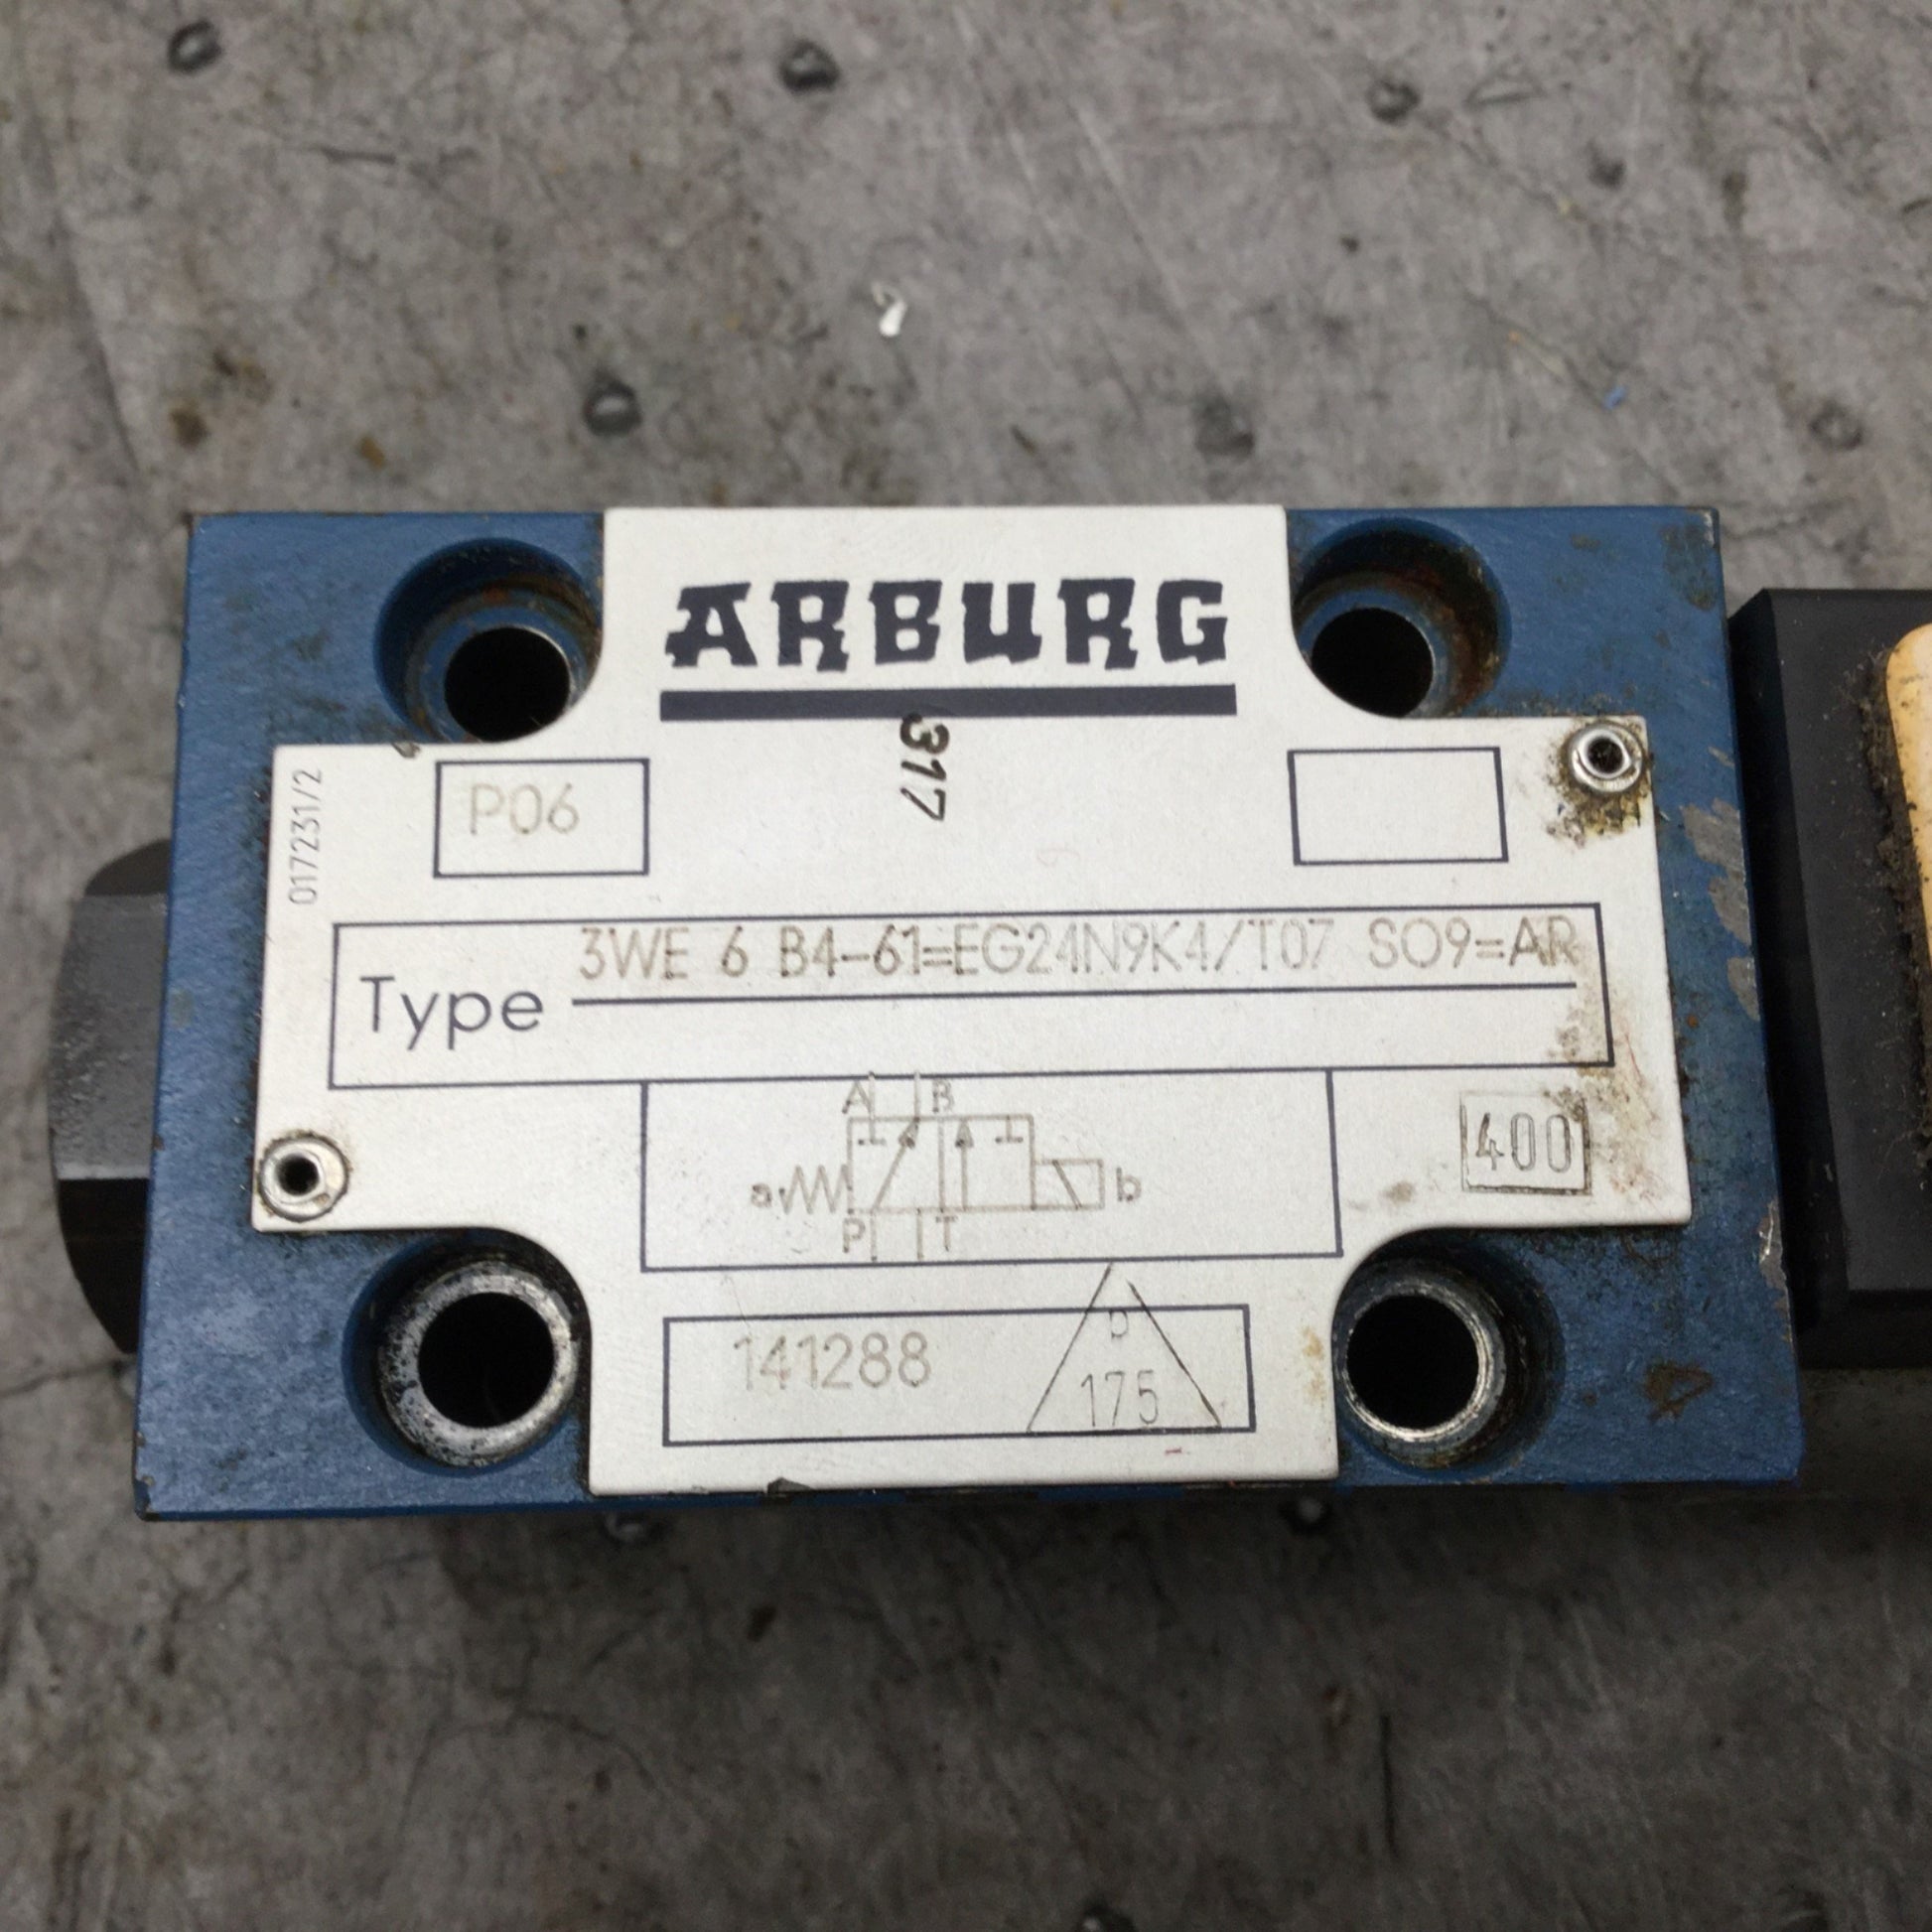 ARBURG
317
017231/2
P06
3WE 6 B4-61=EG24N9K4/T07 SO9=AR
Type
A B
a b
P T
400
141288
p
175